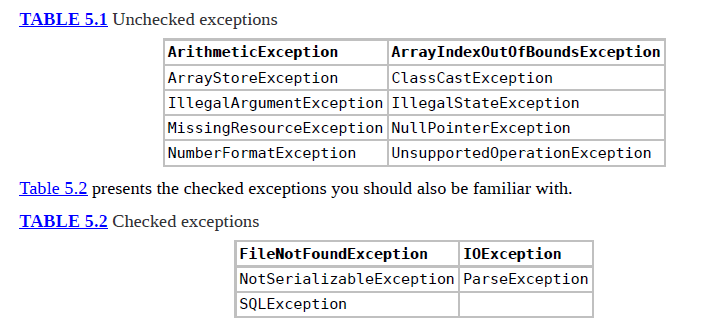 TABLE 5.1 Unchecked exceptions
ArithmeticException ArrayIndexOutOfBoundsException
ArrayStoreException ClassCastException
IllegalArgumentException IllegalStateException
MissingResourceException NullPointerException
NumberFormatException UnsupportedOperationException
Table 5.2 presents the checked exceptions you should also be familiar with.
TABLE 5.2 Checked exceptions
FileNotFoundException IOException
NotSerializableException ParseException
SQLException